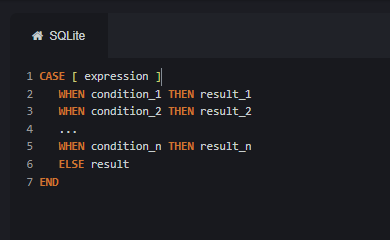 SQLite
1 CASE [ expression ]
2 WHEN condition_1 THEN result_1
3 WHEN condition_2 THEN result_2
4 ...
5 WHEN condition_n THEN result_n
6 ELSE result
7 END